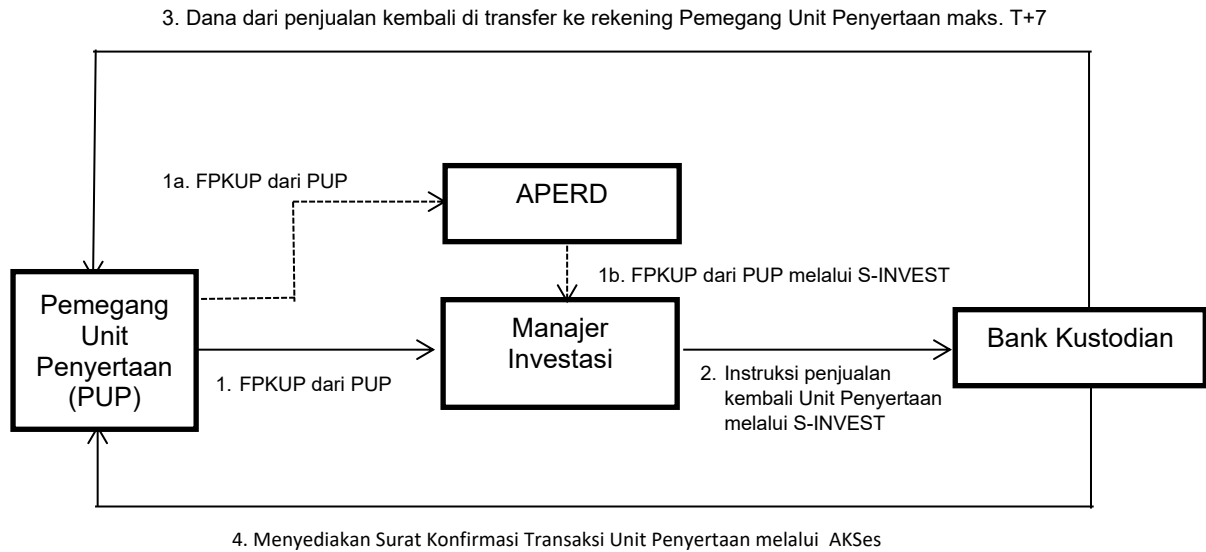 3. Dana dari penjualan kembali di transfer ke rekening Pemegang Unit Penyertaan maks. T+7
1a. FPKUP dari PUP
APERD
1b. FPKUP dari PUP melalui S-INVEST
Pemegang
Unit
Penyertaan
(PUP)
1. FPKUP dari PUP
Manajer
Investasi
2. Instruksi penjualan
kembali Unit Penyertaan
melalui S-INVEST
Bank Kustodian
4. Menyediakan Surat Konfirmasi Transaksi Unit Penyertaan melalui AKSes